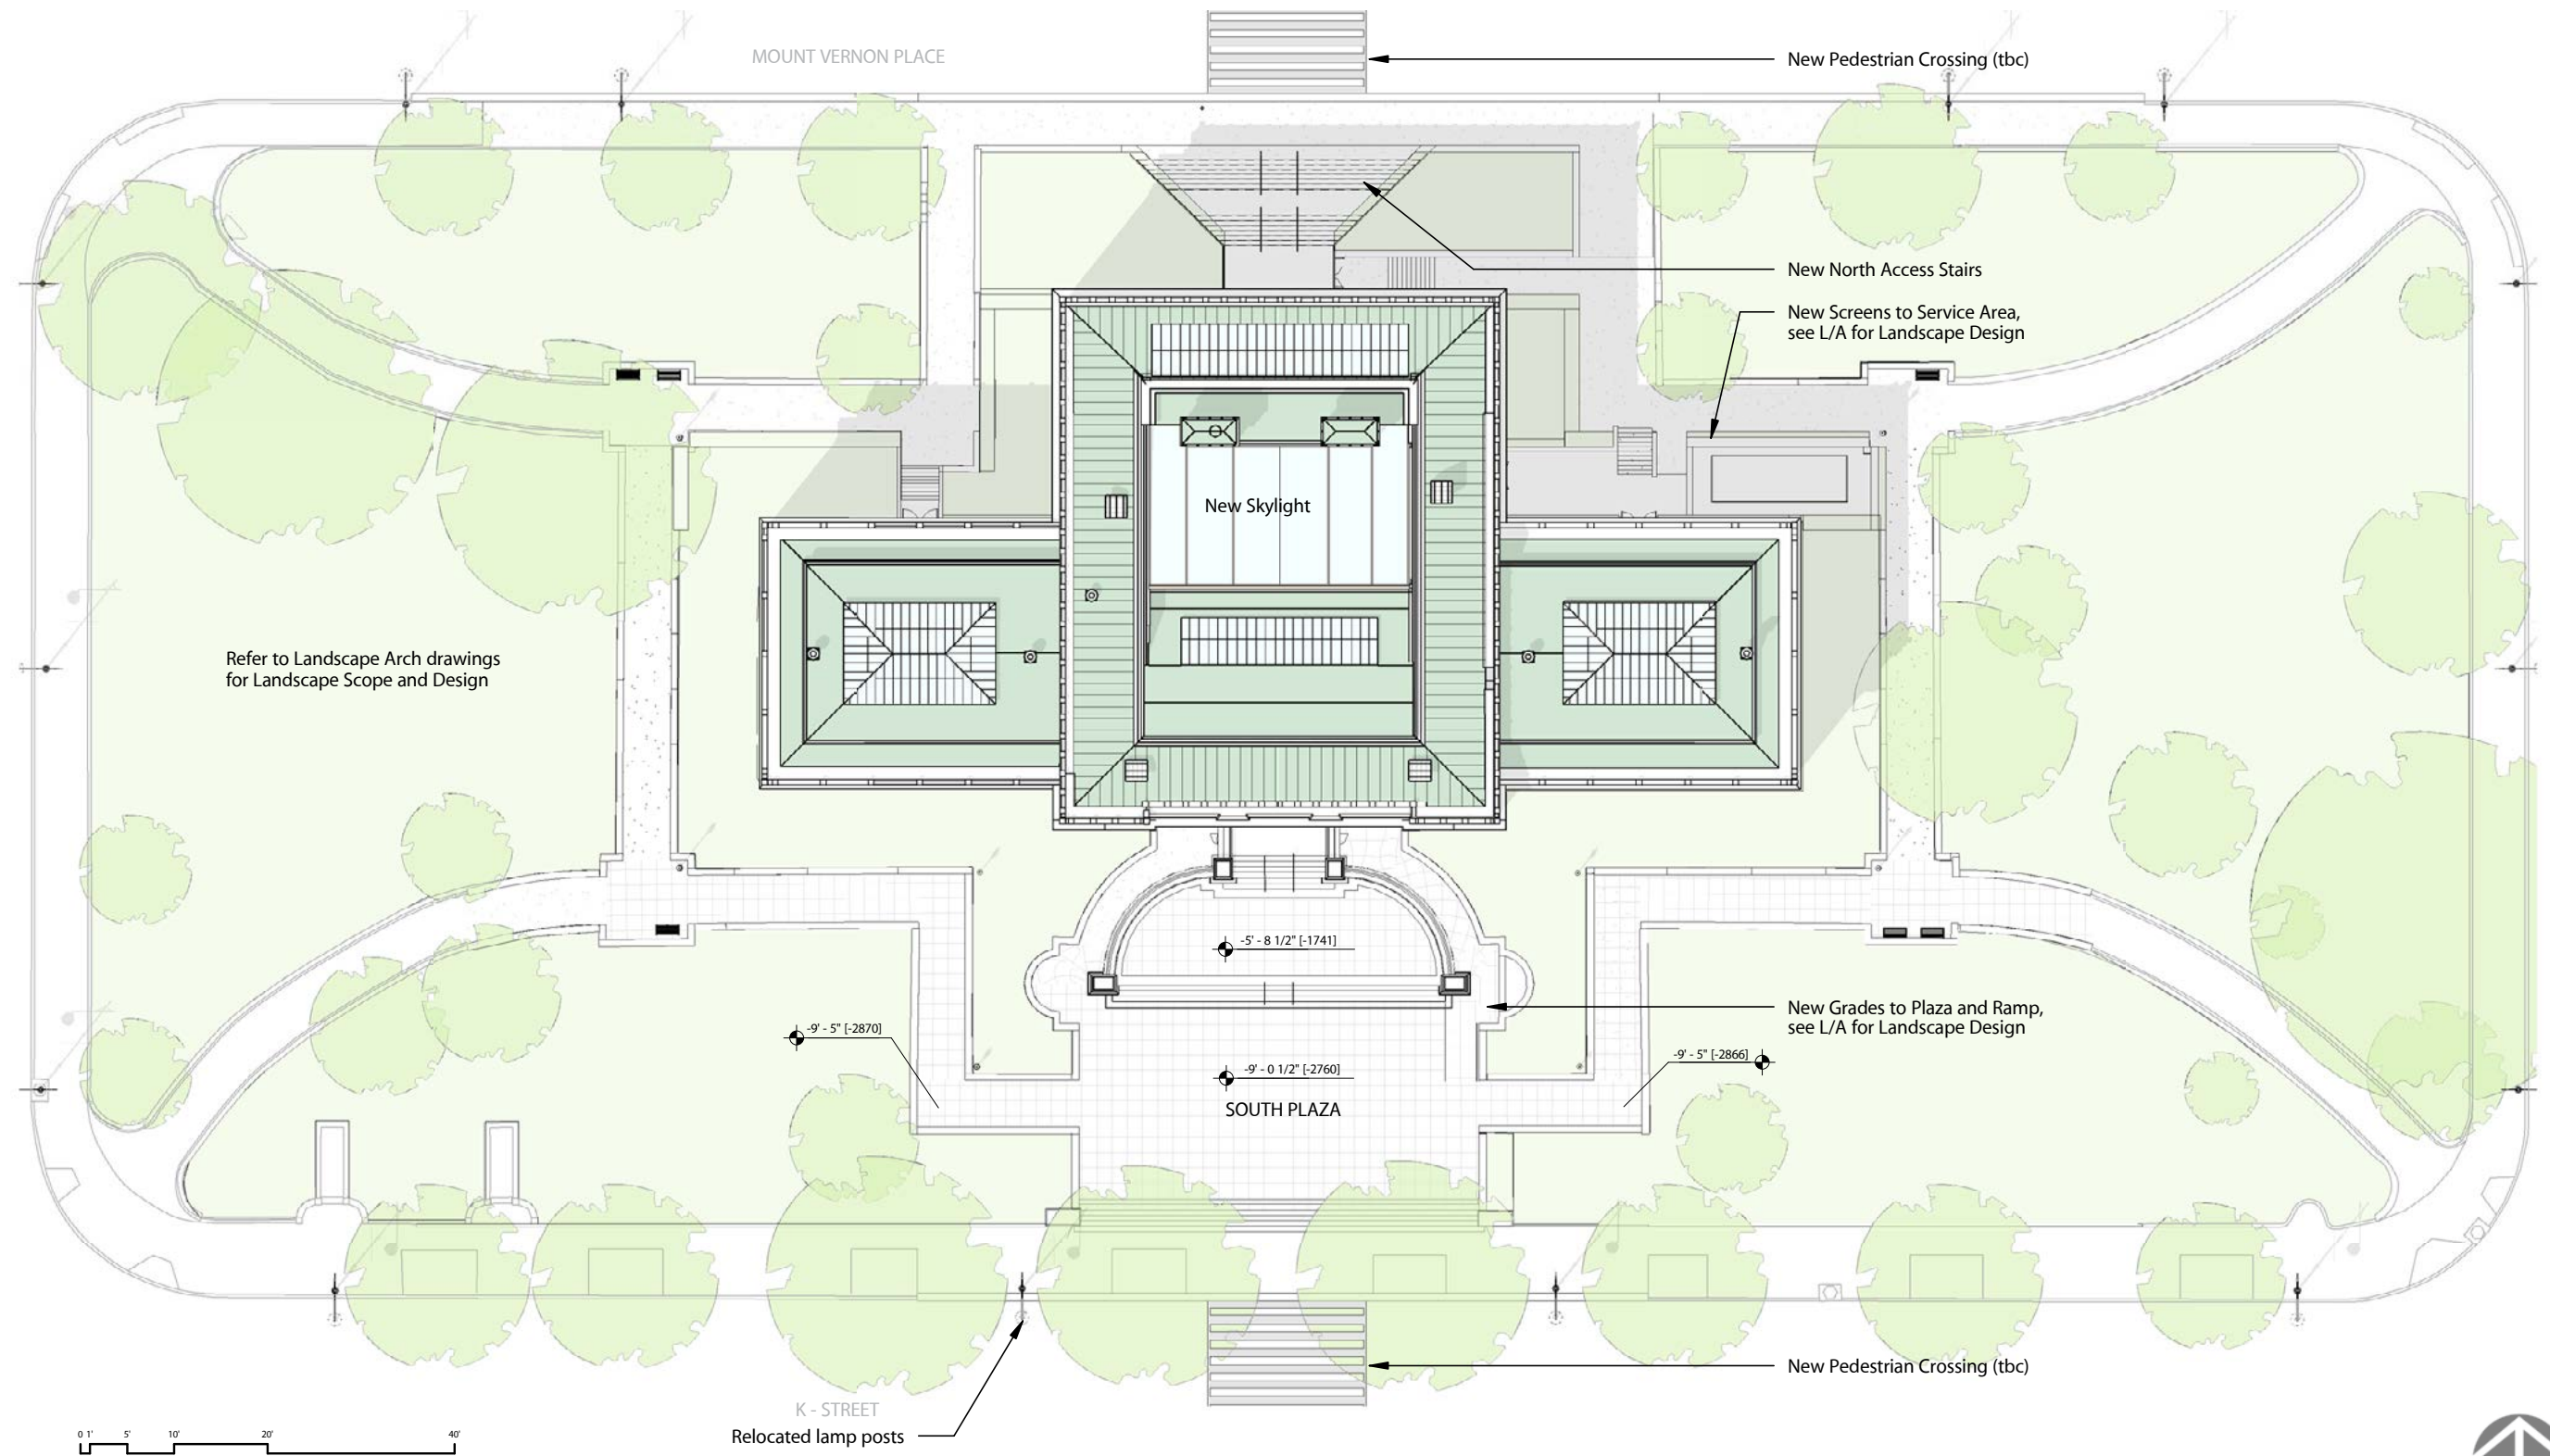 MOUNT VERNON PLACE
New Pedestrian Crossing (tbc)
New North Access Stairs
New Screens to Service Area,
see L/A for Landscape Design
New Skylight
Refer to Landscape Arch drawings
for Landscape Scope and Design
-5' - 8 1/2" [-1741]
New Grades to Plaza and Ramp,
see L/A for Landscape Design
-9' - 5" [-2870]
-9' - 5" [-2866]
-9' - 0 1/2" [-2760]
SOUTH PLAZA
New Pedestrian Crossing (tbc)
K - STREET
Relocated lamp posts
0 1' 5' 10' 20' 40'